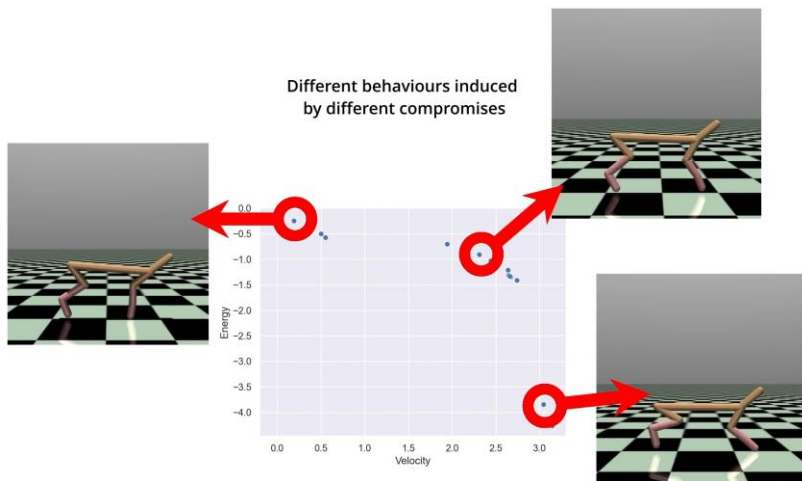 Different behaviours induced
by different compromises
0.0
−0.5
−1.0
−1.5
−2.0
−2.5
−3.0
−3.5
−4.0
Energy
0.0 0.5 1.0 1.5 2.0 2.5 3.0
Velocity